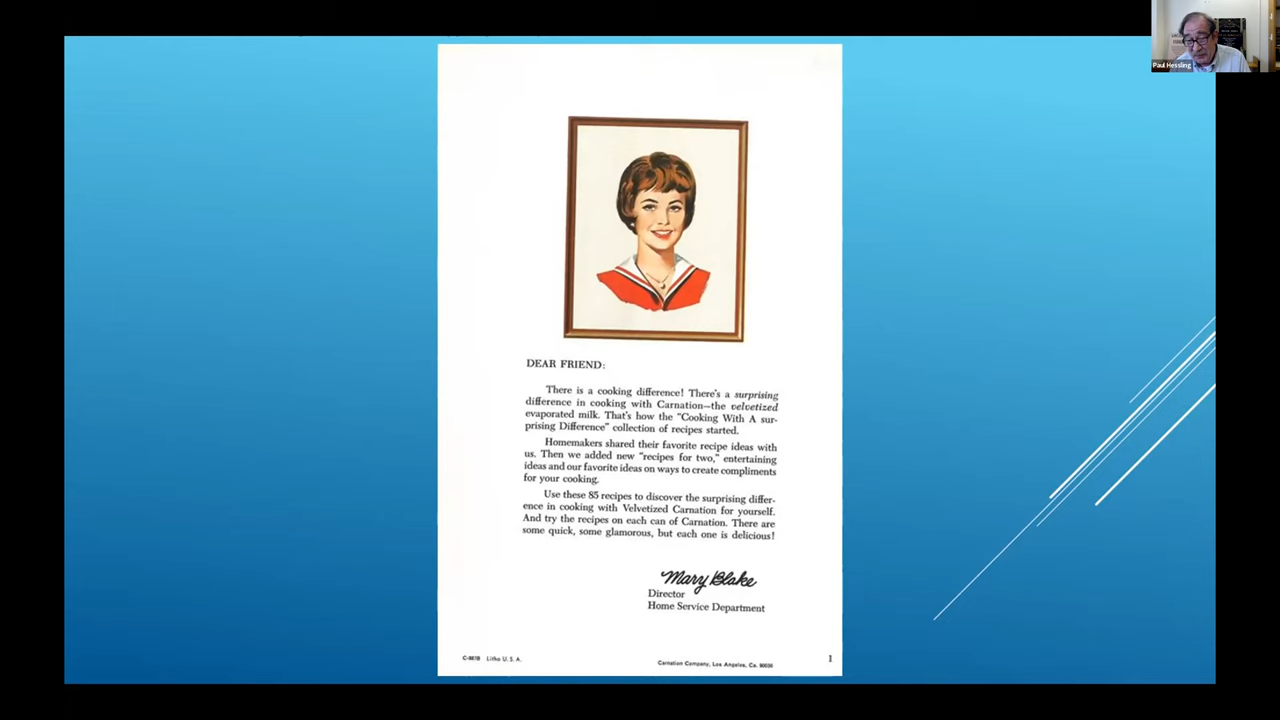 Paul Hessling
DEAR FRIEND:
There is a cooking difference! There's a surprising
difference in cooking with Carnation—the velvetized
evaporated milk. That's how the "Cooking With A sur-
prising Difference" collection of recipes started.
Homemakers shared their favorite recipe ideas with
us. Then we added new "recipes for two," entertaining
ideas and our favorite ideas on ways to create compliments
for your cooking.
Use these 85 recipes to discover the surprising differ-
ence in cooking with Velvetized Carnation for yourself.
And try the recipes on each can of Carnation. There are
some quick, some glamorous, but each one is delicious!
Mary Blake
Director
Home Service Department
Litho U. S. A.
Carnation Company, Los Angeles, Ca.
1